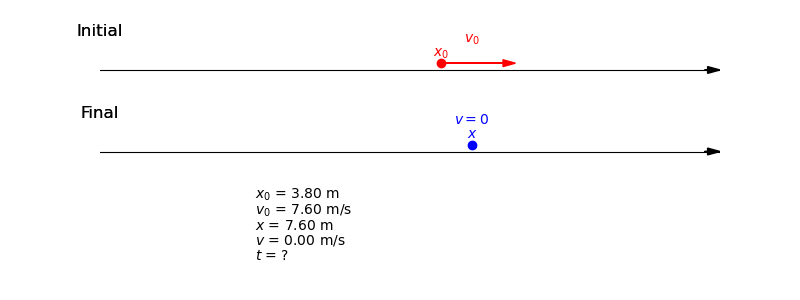 Initial
v₀
x₀
Final
v = 0
x
x₀ = 3.80 m
v₀ = 7.60 m/s
x = 7.60 m
v = 0.00 m/s
t = ?